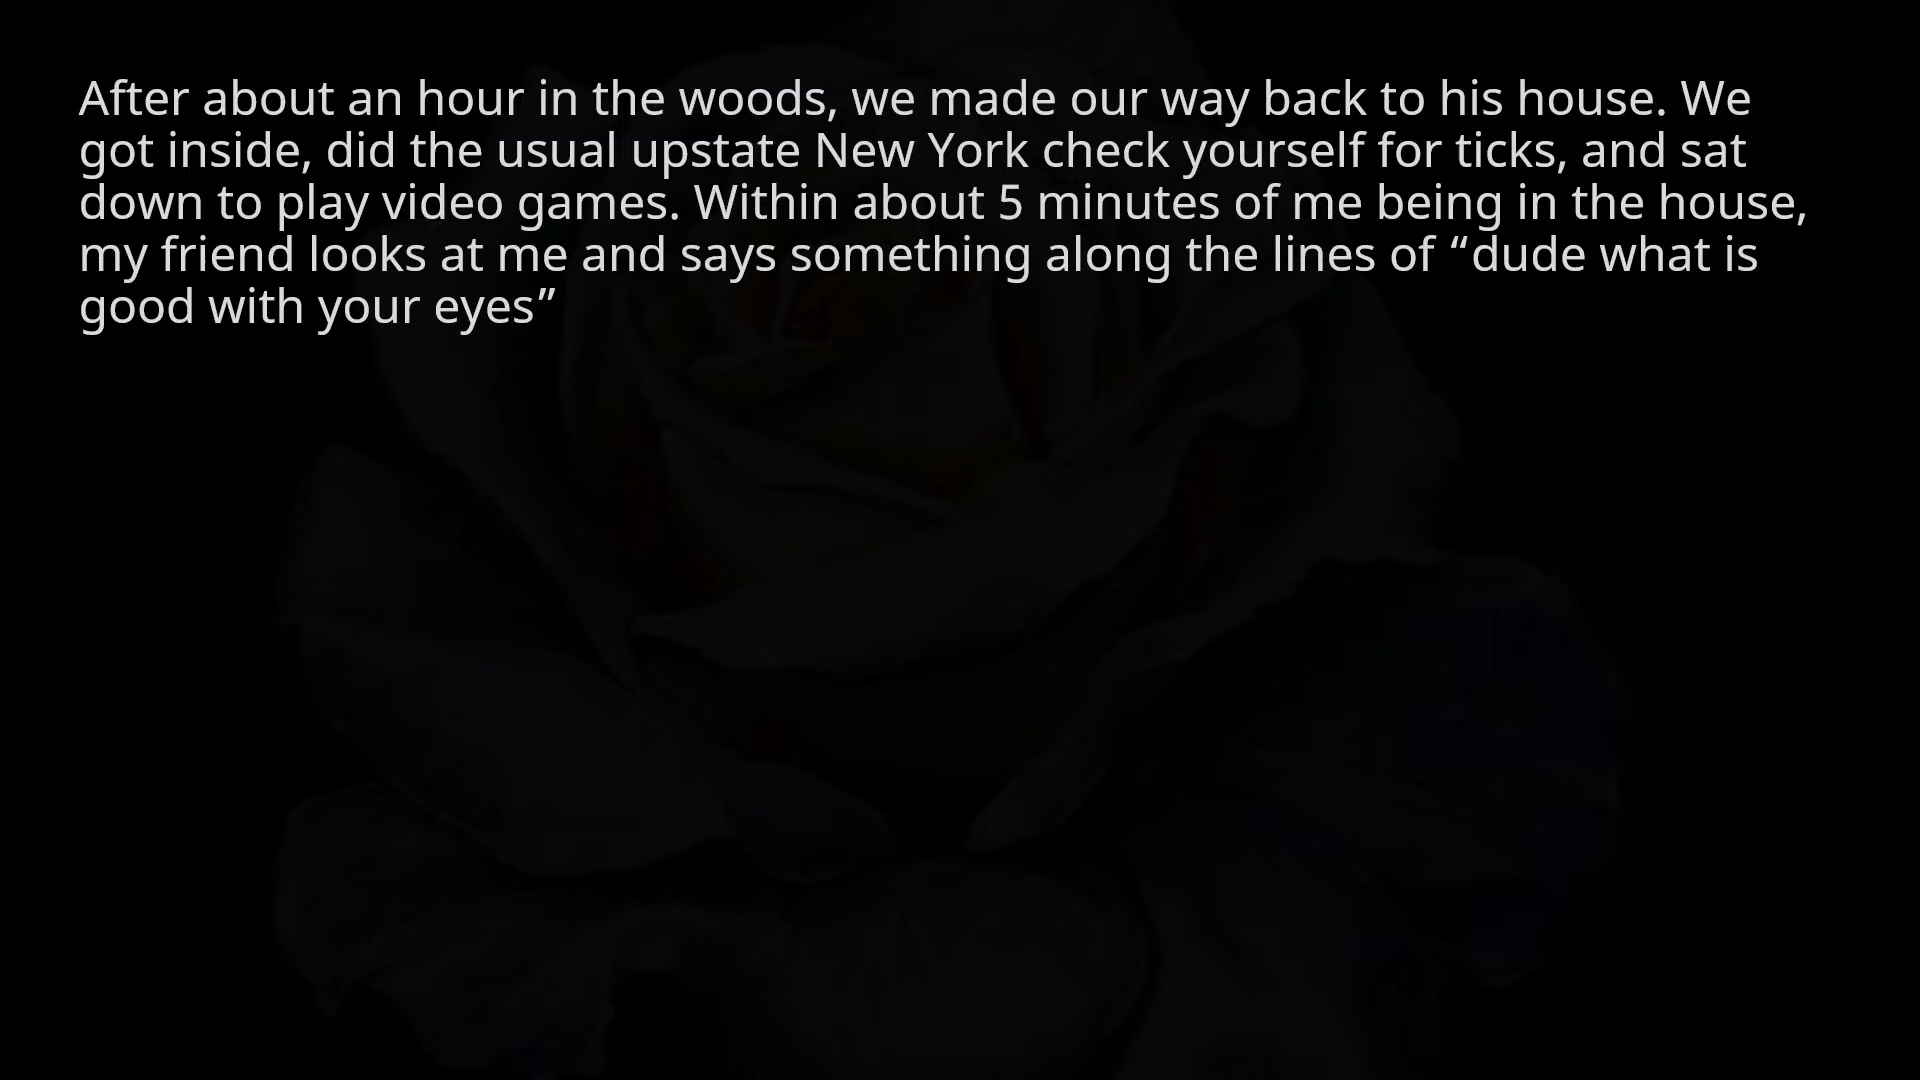 After about an hour in the woods, we made our way back to his house. We
got inside, did the usual upstate New York check yourself for ticks, and sat
down to play video games. Within about 5 minutes of me being in the house,
my friend looks at me and says something along the lines of “dude what is
good with your eyes”